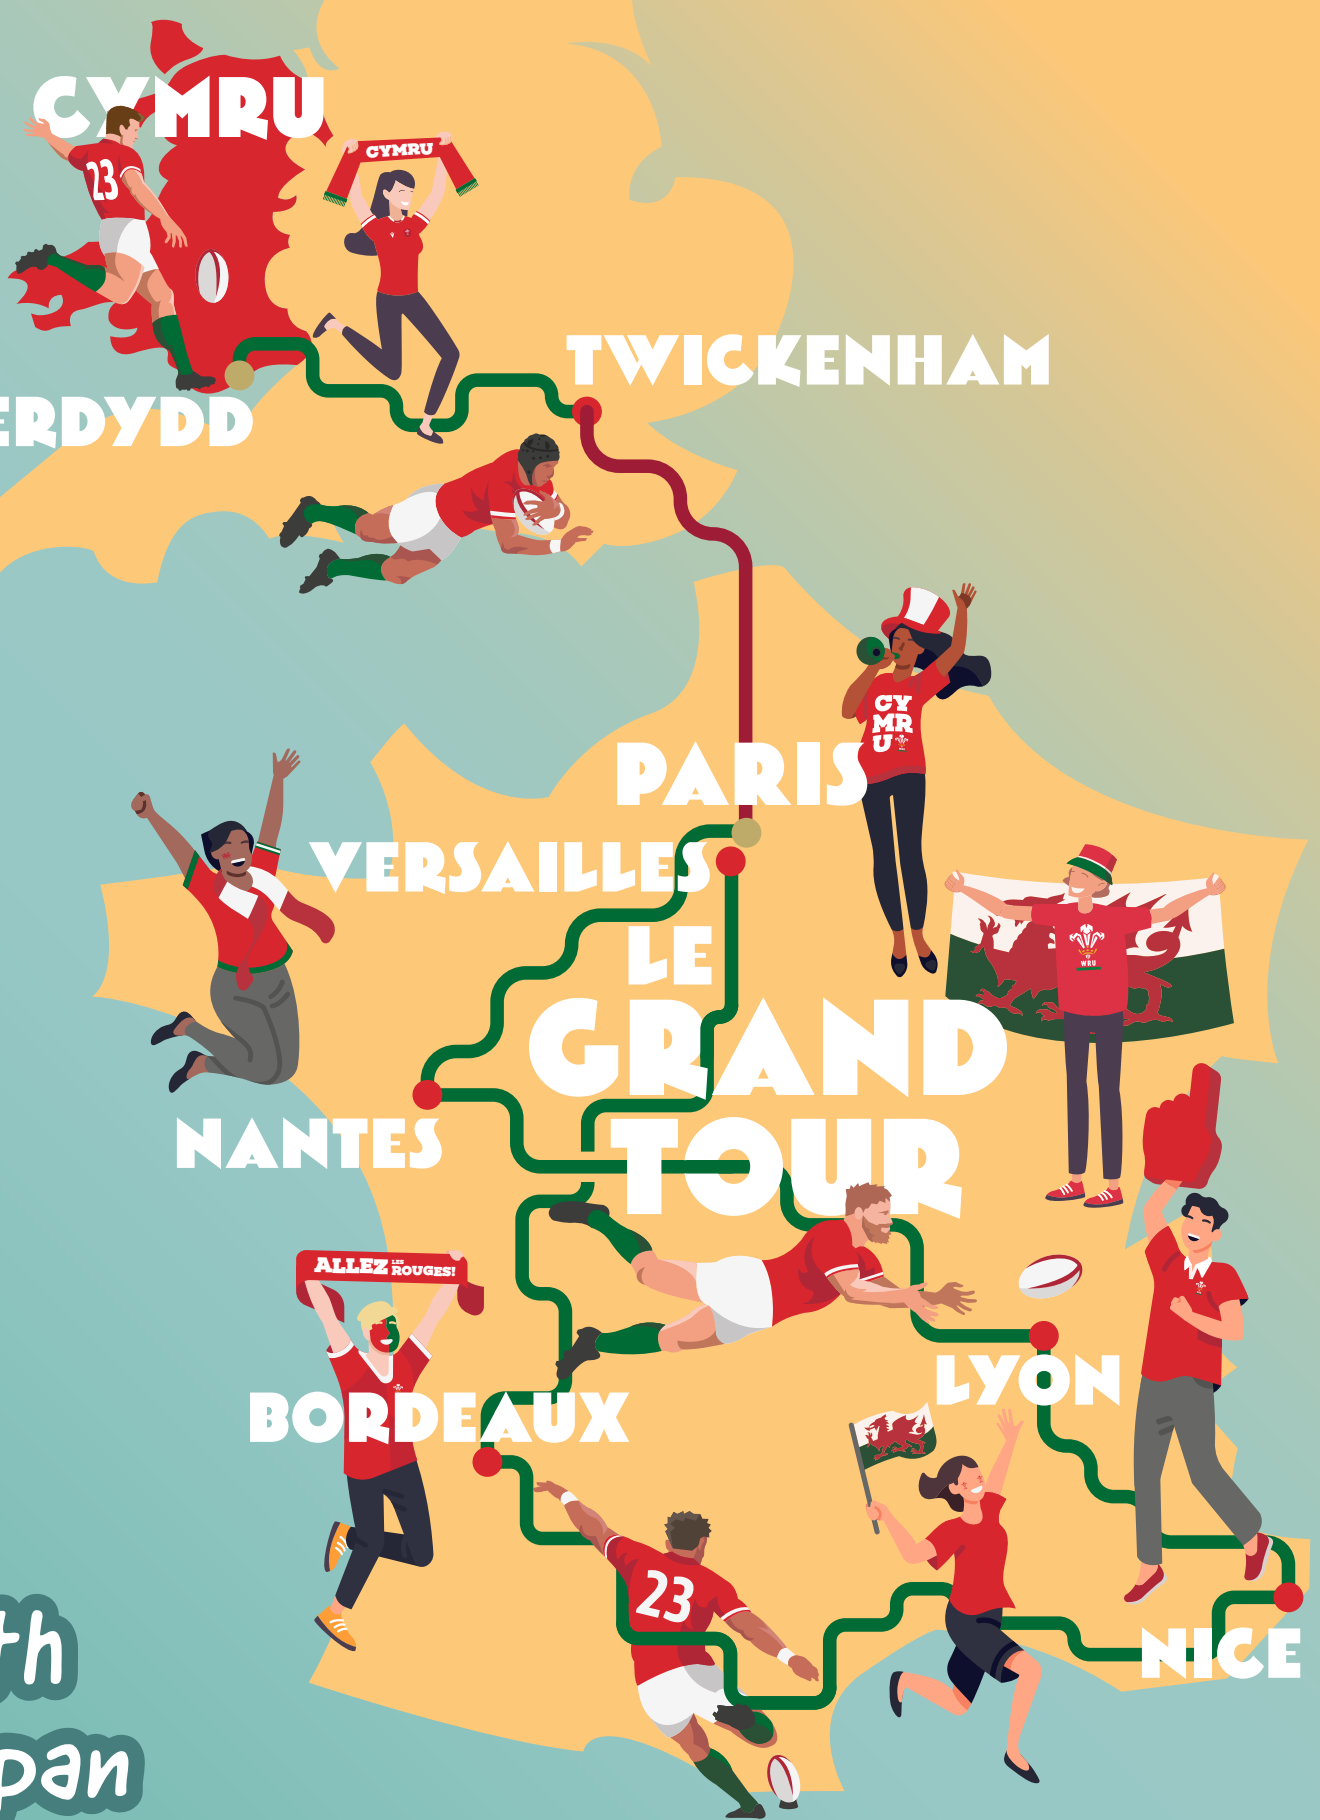 CYMRU
23
CYMRU
TWICKENHAM
ERDYDD
CY
MR
U
PARIS
VERSAILLES
LE
GRAND
TOUR
WRU
NANTES
ALLEZ LES ROUGES!
LYON
BORDEAUX
23
NICE
th
pan